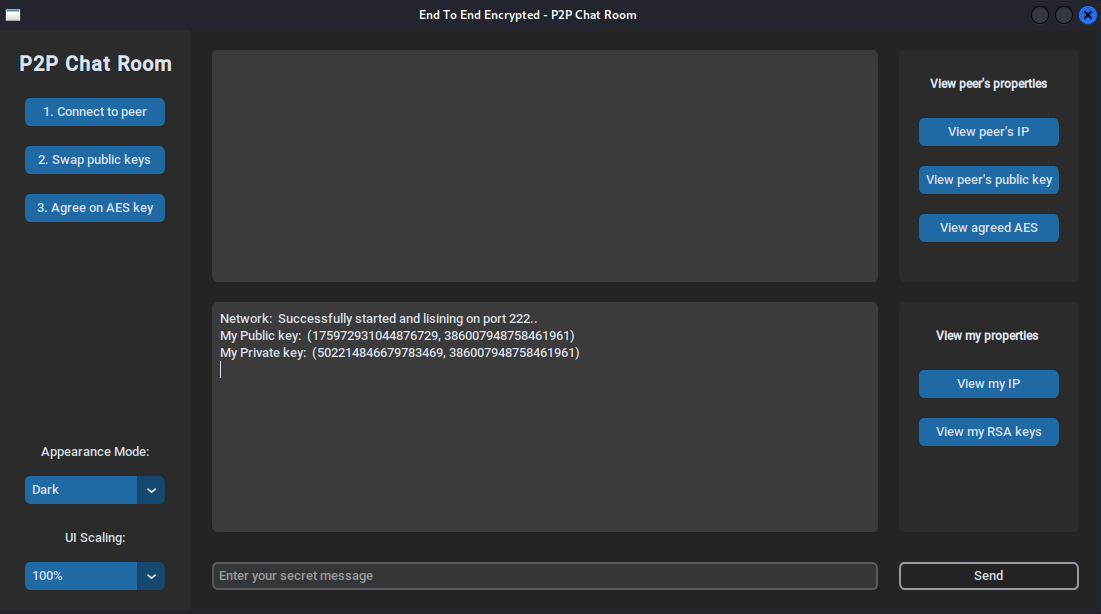 End To End Encrypted - P2P Chat Room
P2P Chat Room
1. Connect to peer
2. Swap public keys
3. Agree on AES key
Appearance Mode:
Dark
UI Scaling:
100%
Network:  Successfully started and lisining on port 222..
My Public key:  (175972931044876729, 386007948758461961)
My Private key:  (502214846679783469, 386007948758461961)
Enter your secret message
View peer's properties
View peer's IP
View peer's public key
View agreed AES
View my properties
View my IP
View my RSA keys
Send